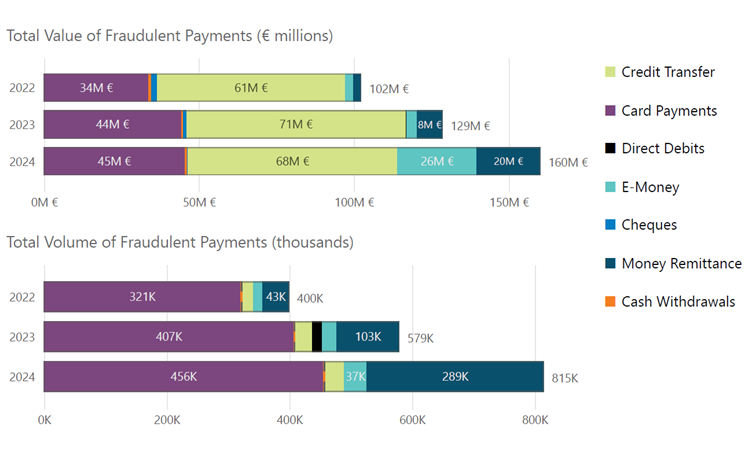 Total Value of Fraudulent Payments (€ millions)
2022 34M € 61M € 102M €
2023 44M € 71M € 8M € 129M €
2024 45M € 68M € 26M € 20M € 160M €
0M € 50M € 100M € 150M €
Total Volume of Fraudulent Payments (thousands)
2022 321K 43K 400K
2023 407K 103K 579K
2024 456K 37K 289K 815K
0K 200K 400K 600K 800K
Credit Transfer
Card Payments
Direct Debits
E-Money
Cheques
Money Remittance
Cash Withdrawals